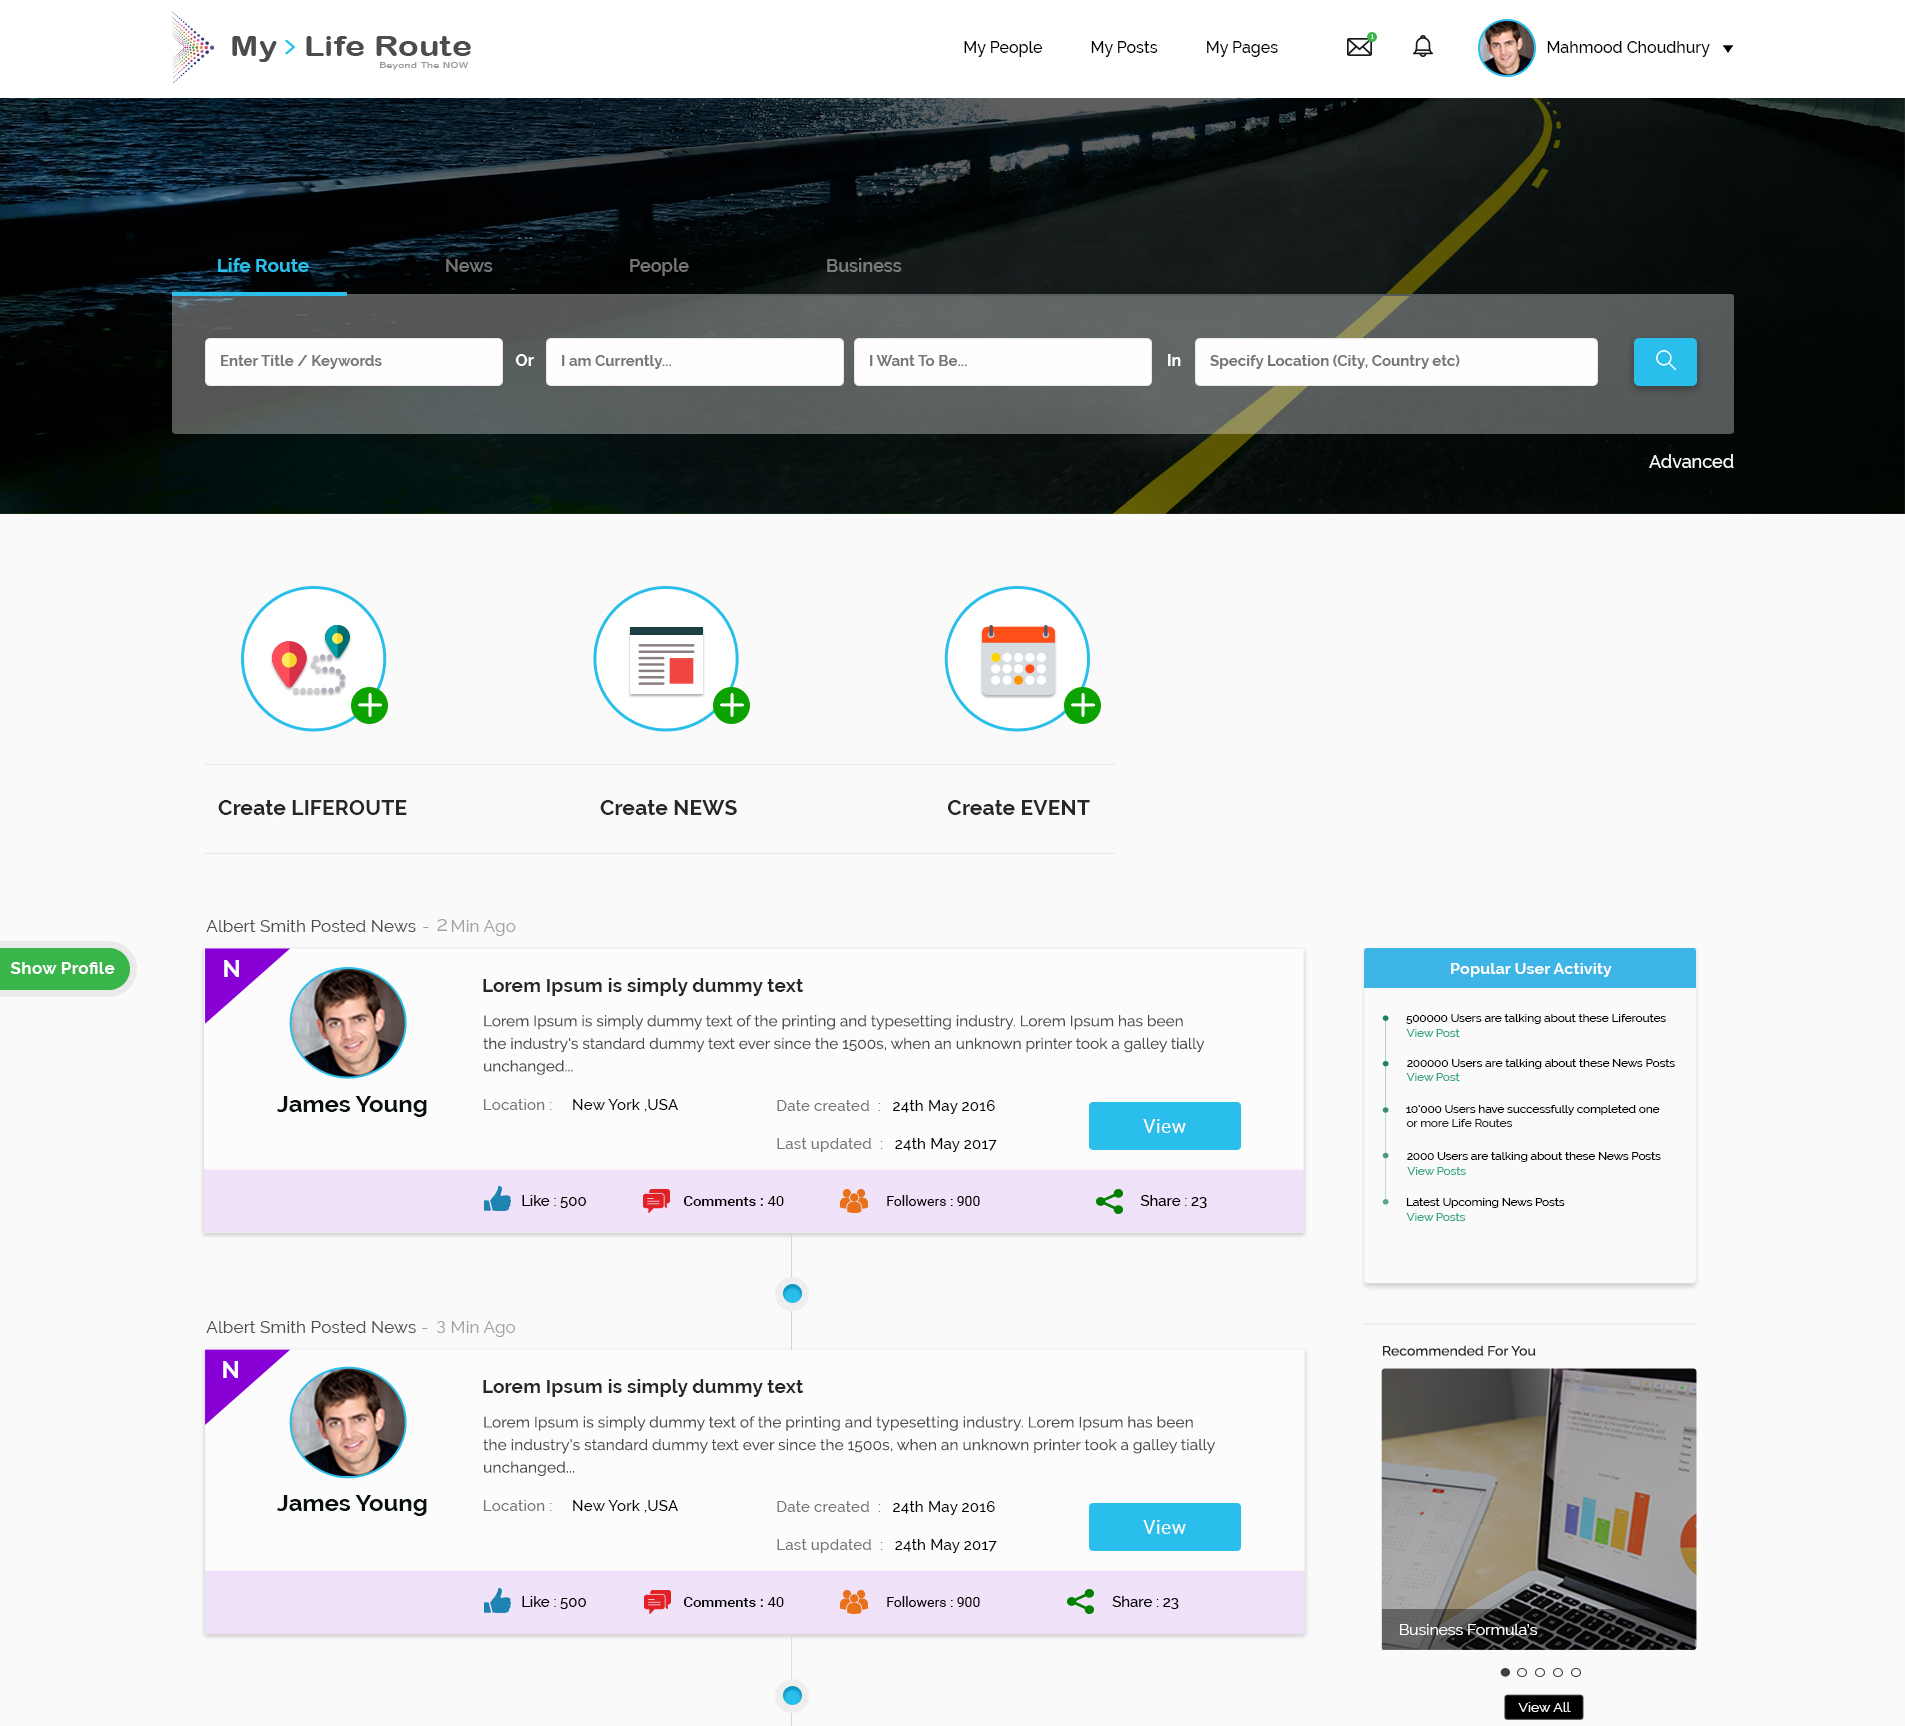 My > Life Route
Beyond The NOW
My People
My Posts
My Pages
1
Mahmood Choudhury
Life Route
News
People
Business
Enter Title / Keywords
Or
I am Currently...
I Want To Be...
In
Specify Location (City, Country etc)
Advanced
Create LIFEROUTE
Create NEWS
Create EVENT
Show Profile
Albert Smith Posted News - 2 Min Ago
N
James Young
Lorem Ipsum is simply dummy text
Lorem Ipsum is simply dummy text of the printing and typesetting industry. Lorem Ipsum has been
the industry's standard dummy text ever since the 1500s, when an unknown printer took a galley tially
unchanged...
Location : New York ,USA
Date created : 24th May 2016
Last updated : 24th May 2017
View
Like : 500
Comments : 40
Followers : 900
Share : 23
Albert Smith Posted News - 3 Min Ago
N
James Young
Lorem Ipsum is simply dummy text
Lorem Ipsum is simply dummy text of the printing and typesetting industry. Lorem Ipsum has been
the industry's standard dummy text ever since the 1500s, when an unknown printer took a galley tially
unchanged...
Location : New York ,USA
Date created : 24th May 2016
Last updated : 24th May 2017
View
Like : 500
Comments : 40
Followers : 900
Share : 23
Popular User Activity
500000 Users are talking about these Liferoutes
View Post
200000 Users are talking about these News Posts
View Post
10'000 Users have successfully completed one
or more Life Routes
2000 Users are talking about these News Posts
View Posts
Latest Upcoming News Posts
View Posts
Recommended For You
Business Formula's
View All